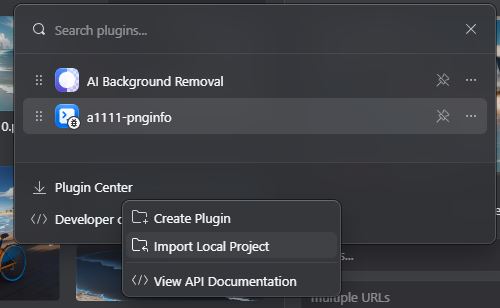 Search plugins...
AI Background Removal
a1111-pnginfo
Plugin Center
Developer
Create Plugin
Import Local Project
View API Documentation
multiple URLs